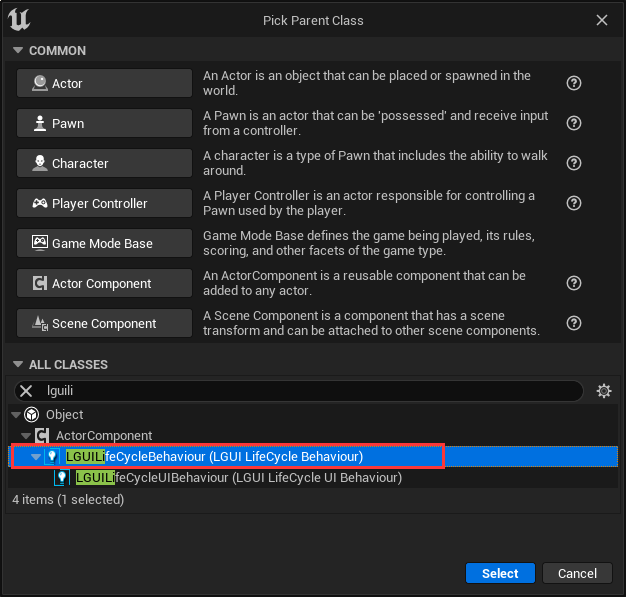 Pick Parent Class
COMMON
Actor
An Actor is an object that can be placed or spawned in the
world.
Pawn
A Pawn is an actor that can be 'possessed' and receive input
from a controller.
Character
A character is a type of Pawn that includes the ability to walk
around.
Player Controller
A Player Controller is an actor responsible for controlling a
Pawn used by the player.
Game Mode Base
Game Mode Base defines the game being played, its rules,
scoring, and other facets of the game type.
Actor Component
An ActorComponent is a reusable component that can be
added to any actor.
Scene Component
A Scene Component is a component that has a scene
transform and can be attached to other scene components.
ALL CLASSES
lguili
Object
ActorComponent
LGUILifeCycleBehaviour (LGUI LifeCycle Behaviour)
LGUILifeCycleUIBehaviour (LGUI LifeCycle UI Behaviour)
4 items (1 selected)
Select
Cancel